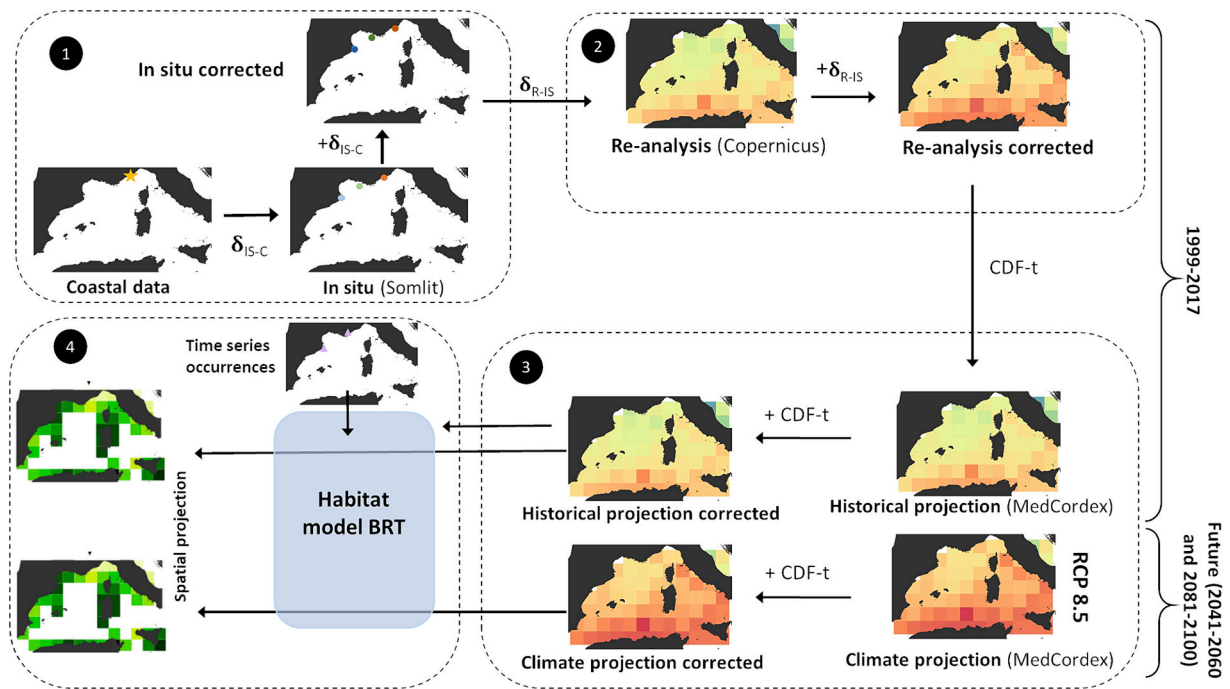 1
In situ corrected
+δIS-C
δIS-C
Coastal data
In situ (Somlit)
δR-IS
2
+δR-IS
Re-analysis (Copernicus)
Re-analysis corrected
CDF-t
1999-2017
3
+ CDF-t
Historical projection corrected
Historical projection (MedCordex)
+ CDF-t
RCP 8.5
Climate projection corrected
Climate projection (MedCordex)
Future (2041-2060
and 2081-2100)
4
Time series
occurrences
Habitat
model BRT
Spatial projection